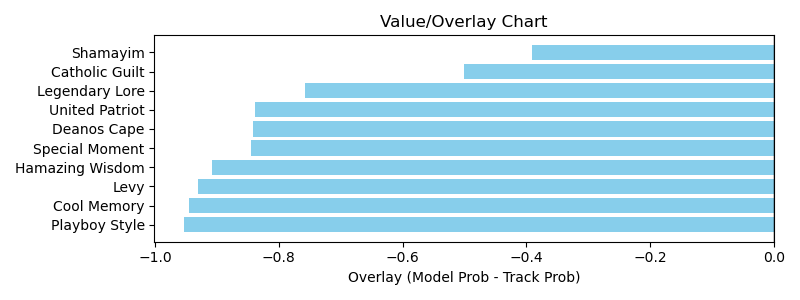 Value/Overlay Chart
Shamayim
Catholic Guilt
Legendary Lore
United Patriot
Deanos Cape
Special Moment
Hamazing Wisdom
Levy
Cool Memory
Playboy Style
−1.0 −0.8 −0.6 −0.4 −0.2 0.0
Overlay (Model Prob - Track Prob)